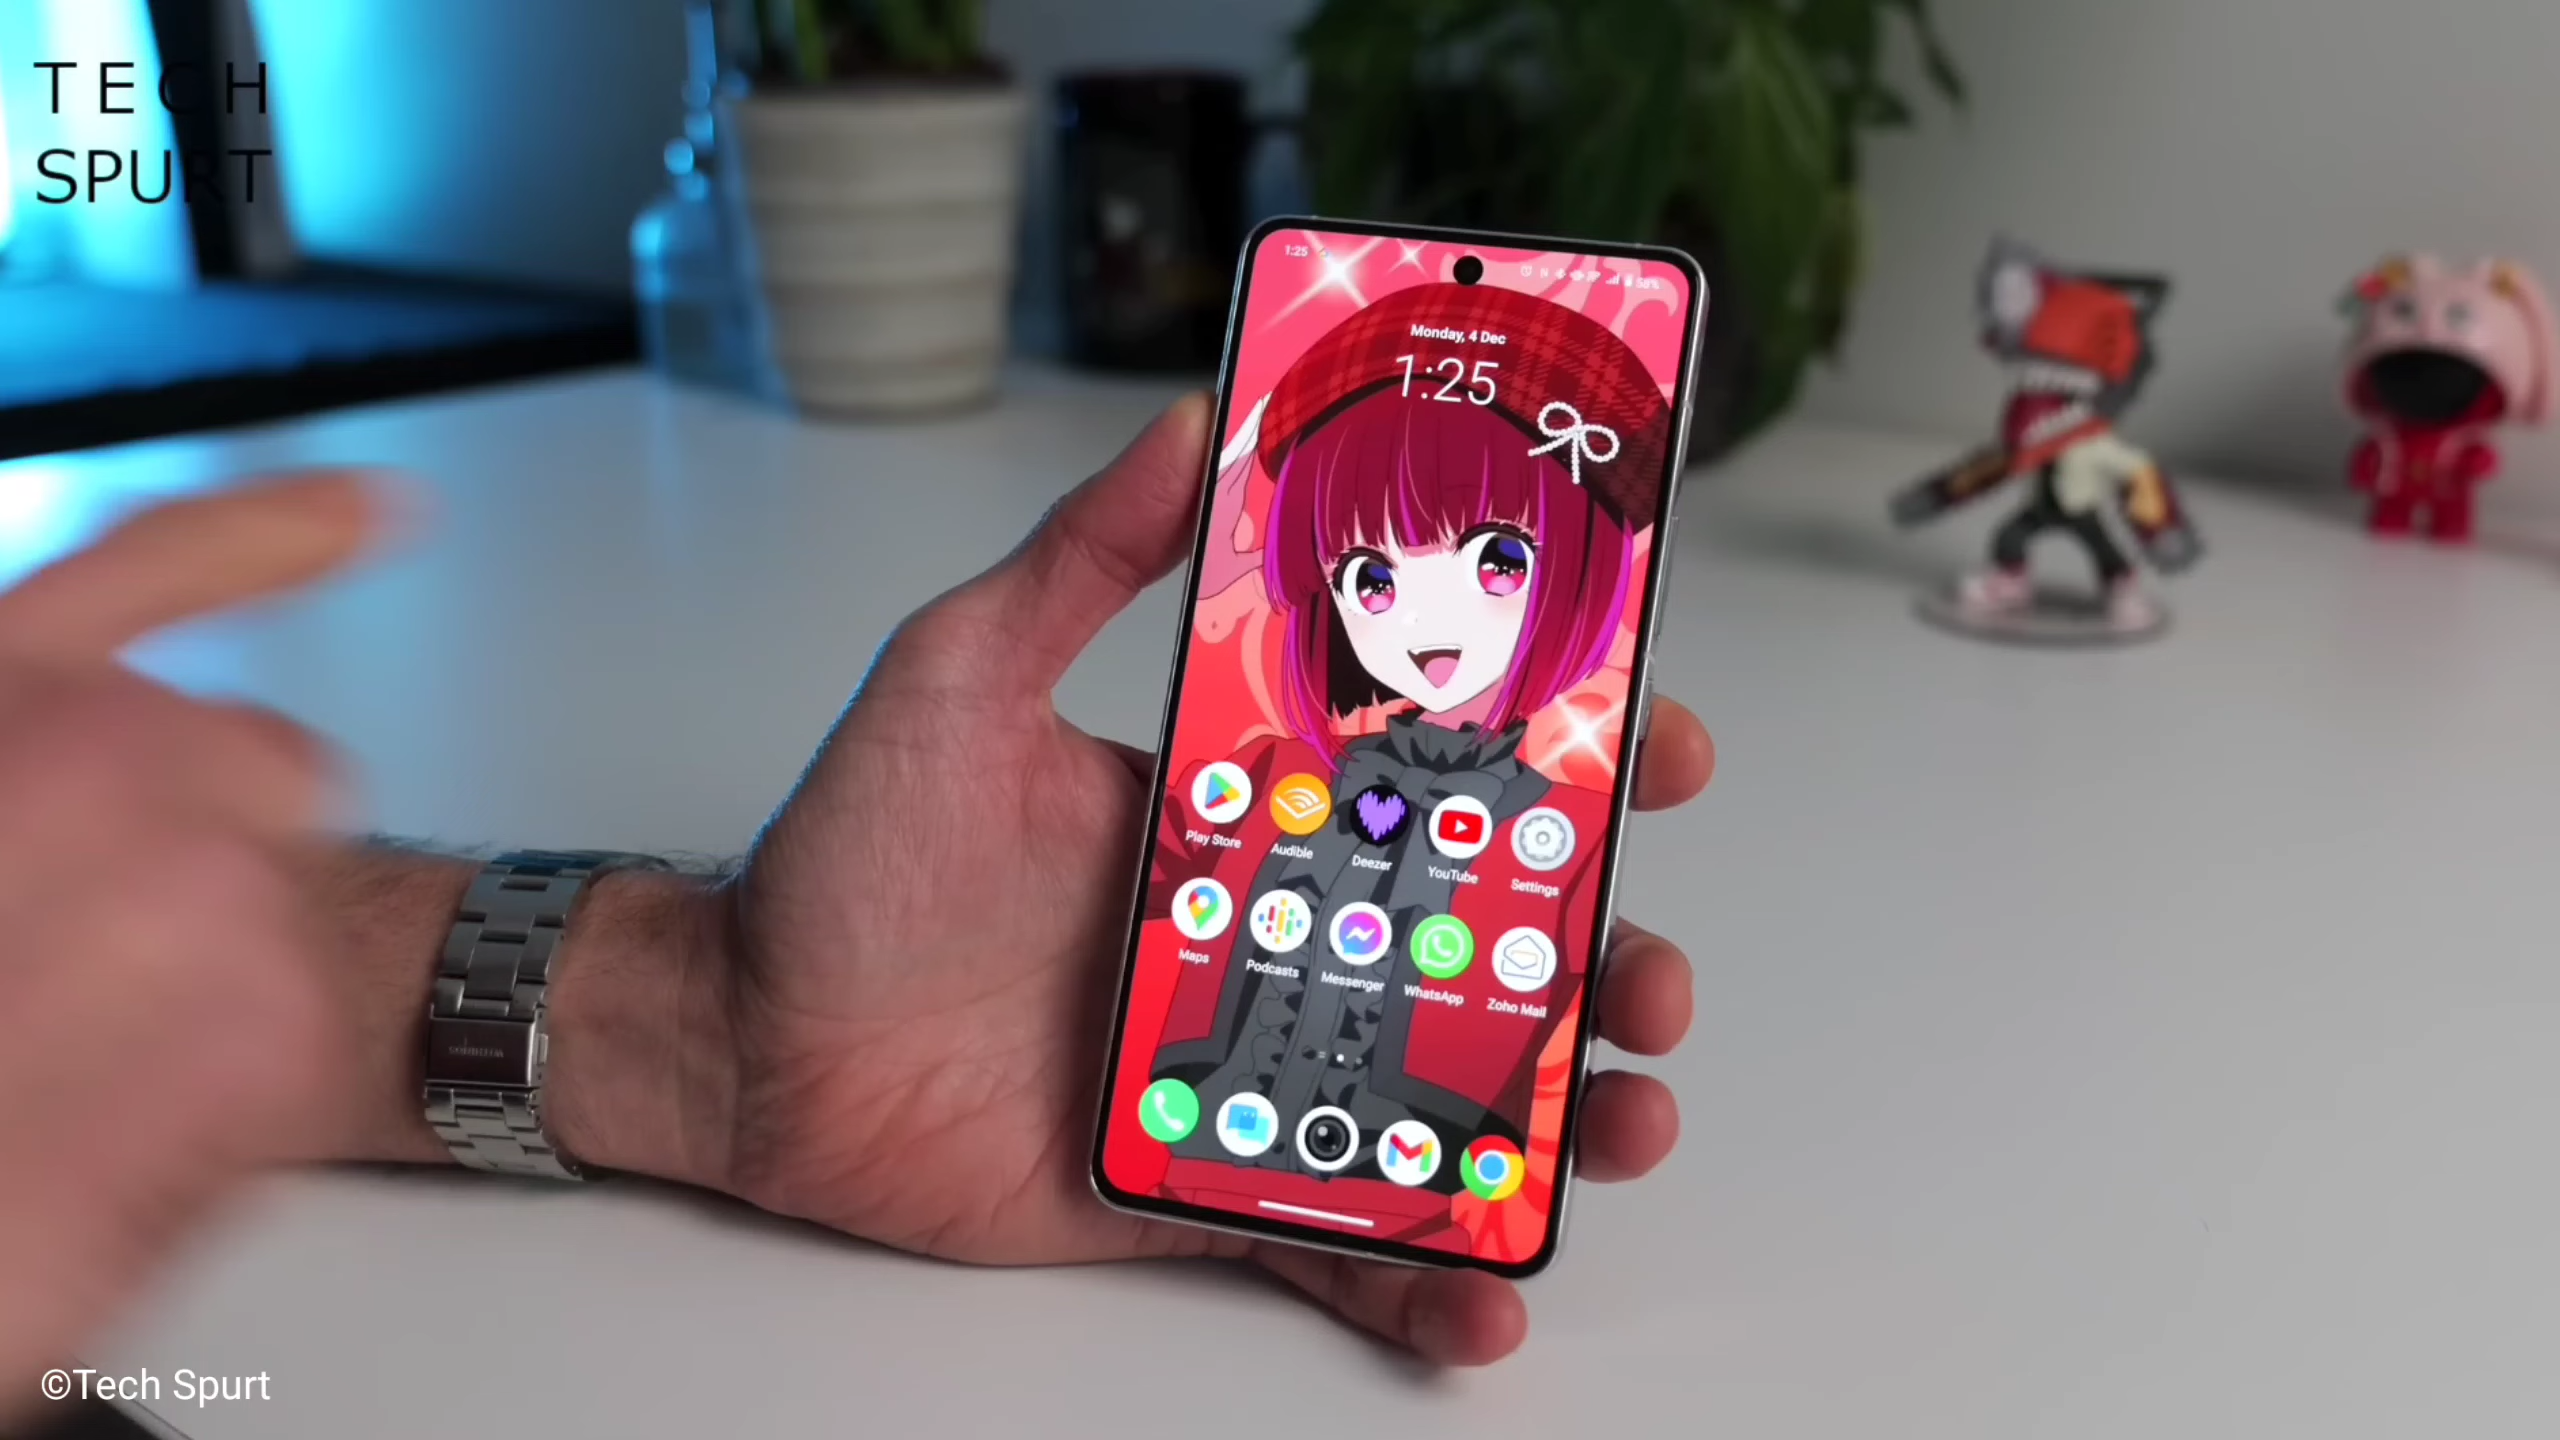 TECH
SPURT
1:25
58%
Monday, 4 Dec
1:25
Play Store
Audible
Deezer
YouTube
Settings
Maps
Podcasts
Messenger
WhatsApp
Zoho Mail
©Tech Spurt